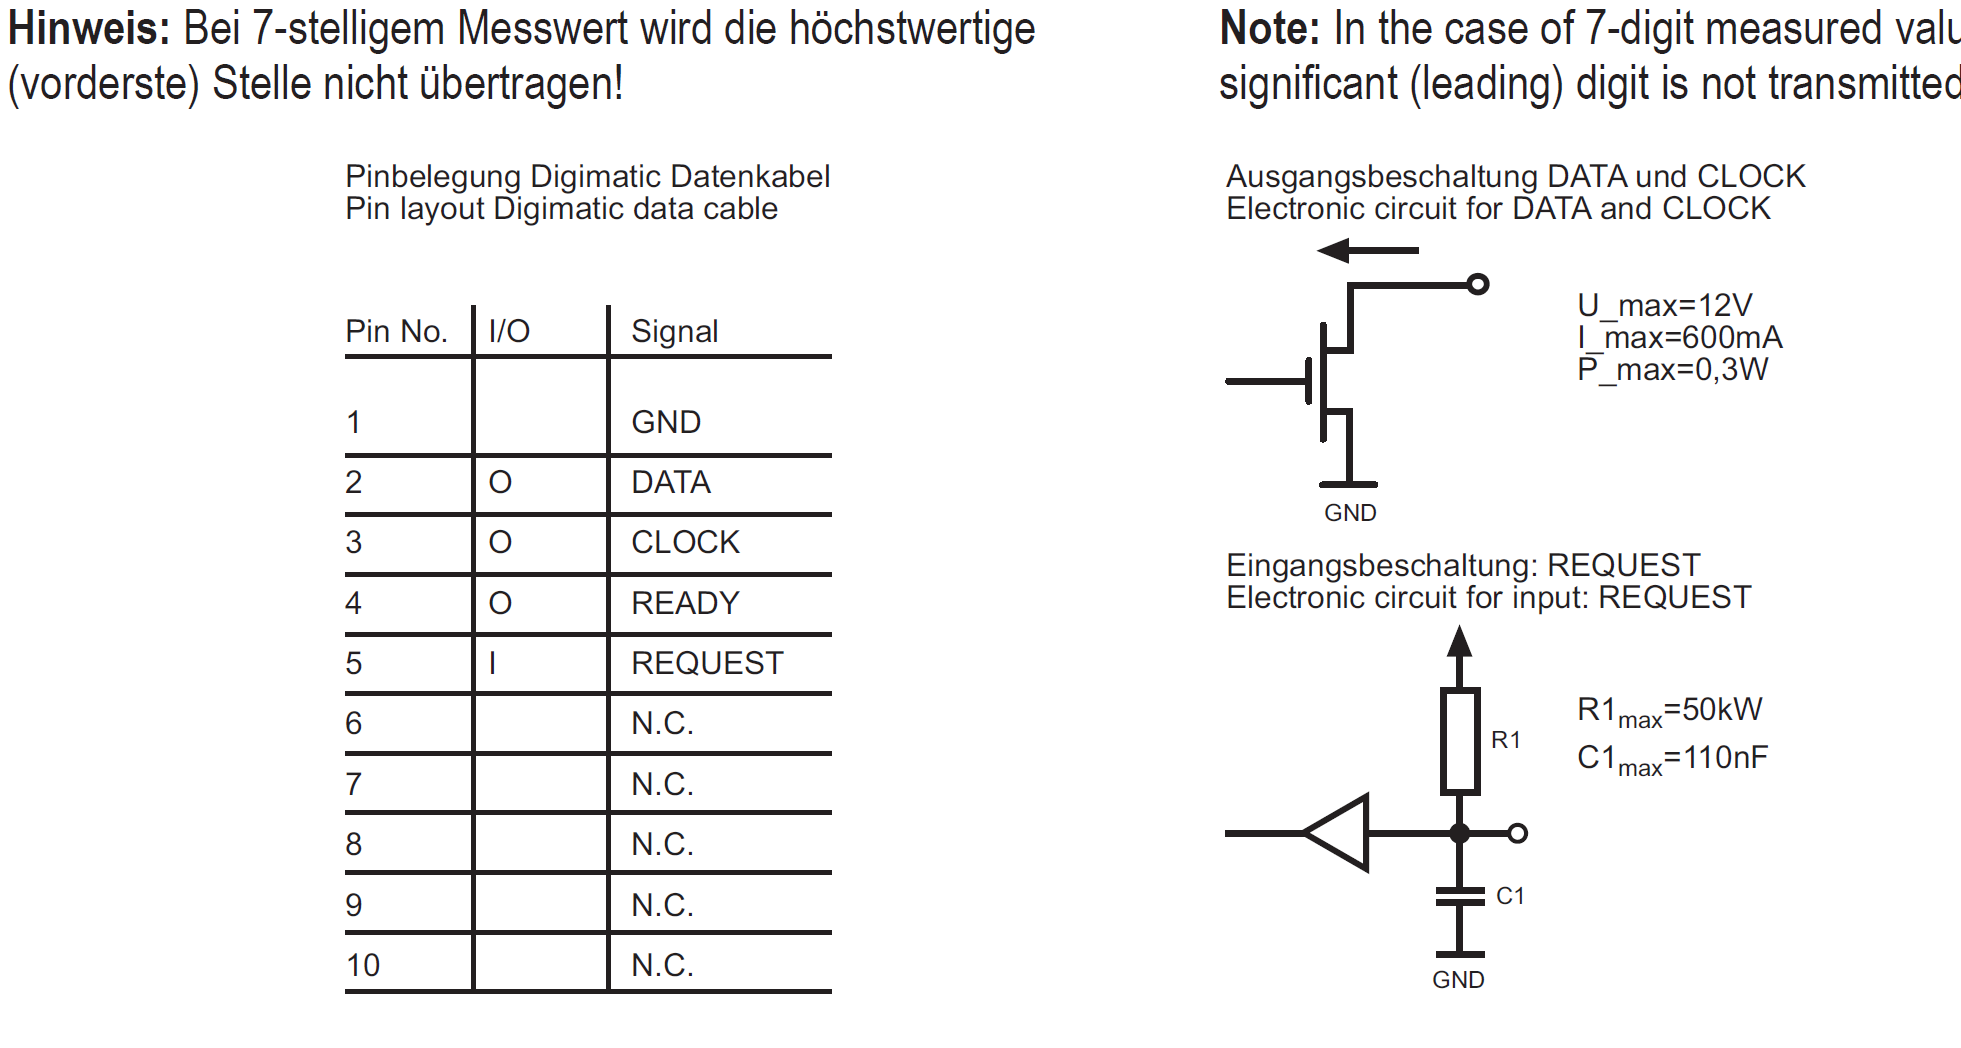 Hinweis: Bei 7-stelligem Messwert wird die höchstwertige
(vorderste) Stelle nicht übertragen!
Pinbelegung Digimatic Datenkabel
Pin layout Digimatic data cable
Pin No. I/O Signal
1 GND
2 O DATA
3 O CLOCK
4 O READY
5 I REQUEST
6 N.C.
7 N.C.
8 N.C.
9 N.C.
10 N.C.
Note: In the case of 7-digit measured valu
significant (leading) digit is not transmitted
Ausgangsbeschaltung DATA und CLOCK
Electronic circuit for DATA and CLOCK
U_max=12V
I_max=600mA
P_max=0,3W
GND
Eingangsbeschaltung: REQUEST
Electronic circuit for input: REQUEST
R1
R1max=50kW
C1max=110nF
C1
GND